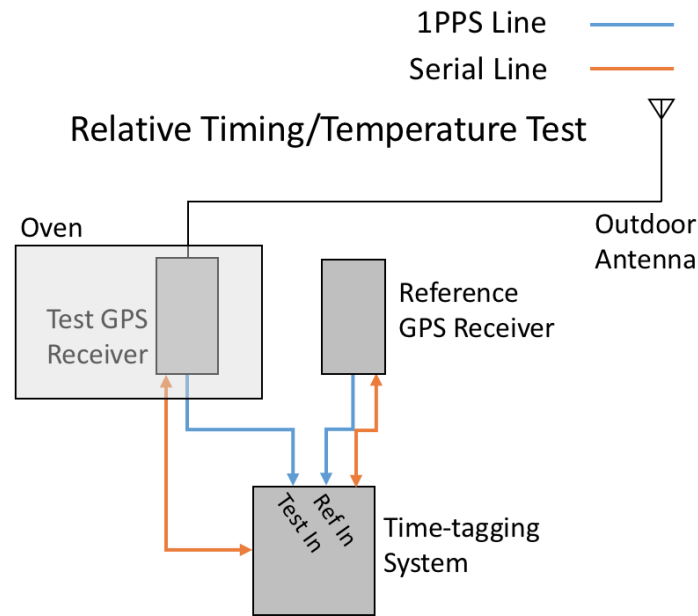 1PPS Line
Serial Line
Relative Timing/Temperature Test
Oven
Outdoor
Antenna
Test GPS
Receiver
Reference
GPS Receiver
Test In
Ref In
Time-tagging
System